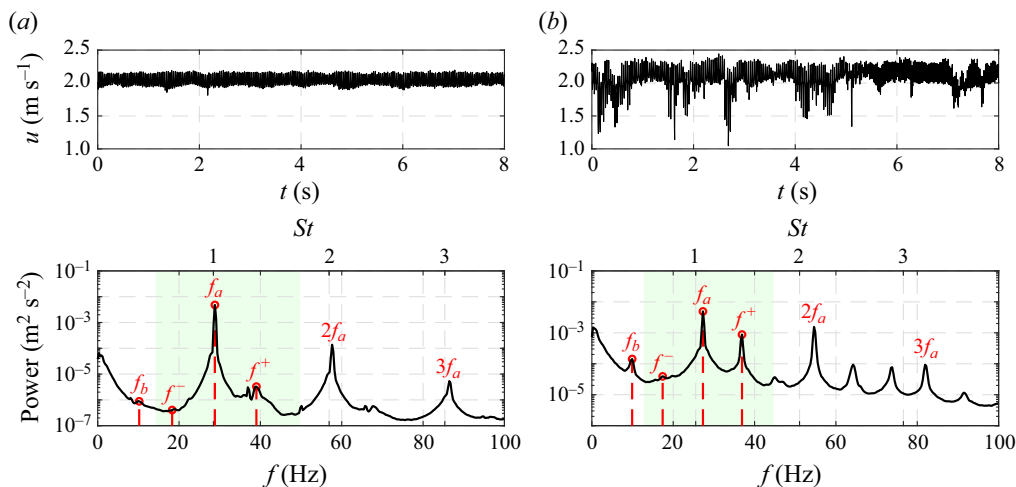 (a)
2.5
2.0
1.5
1.0
u (m s⁻¹)
0 2 4 6 8
t (s)
St
1 2 3
10⁻¹
10⁻³
10⁻⁵
10⁻⁷
Power (m² s⁻²)
f_b f⁻ f_a f⁺ 2f_a 3f_a
0 20 40 60 80 100
f (Hz)
(b)
2.5
2.0
1.5
1.0
0 2 4 6 8
t (s)
St
1 2 3
10⁻¹
10⁻³
10⁻⁵
f_b f⁻ f_a f⁺ 2f_a 3f_a
0 20 40 60 80 100
f (Hz)